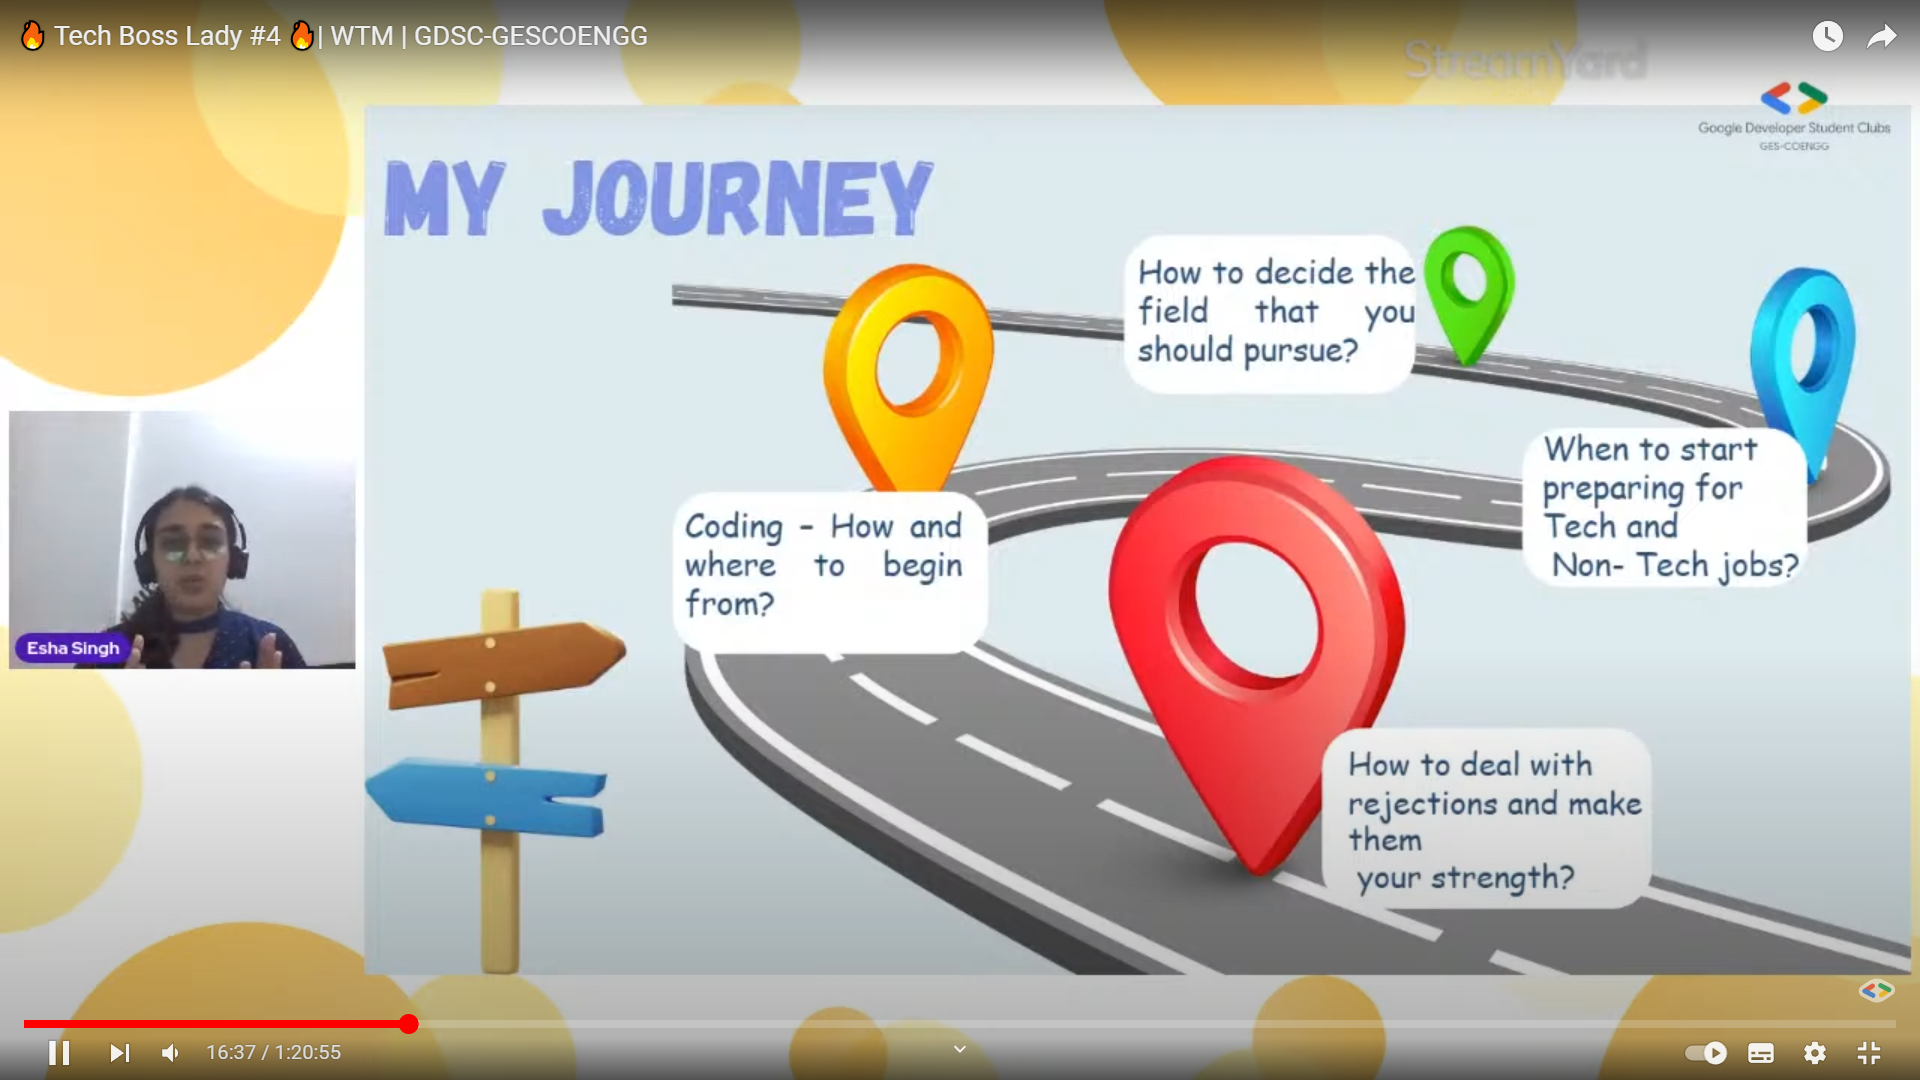 🔥 Tech Boss Lady #4 🔥| WTM | GDSC-GESCOENGG
StreamYard
Google Developer Student Clubs
GES-COENGG
MY JOURNEY
How to decide the
field that you
should pursue?
When to start
preparing for
Tech and
Non- Tech jobs?
Coding - How and
where to begin
from?
Esha Singh
How to deal with
rejections and make
them
your strength?
16:37 / 1:20:55